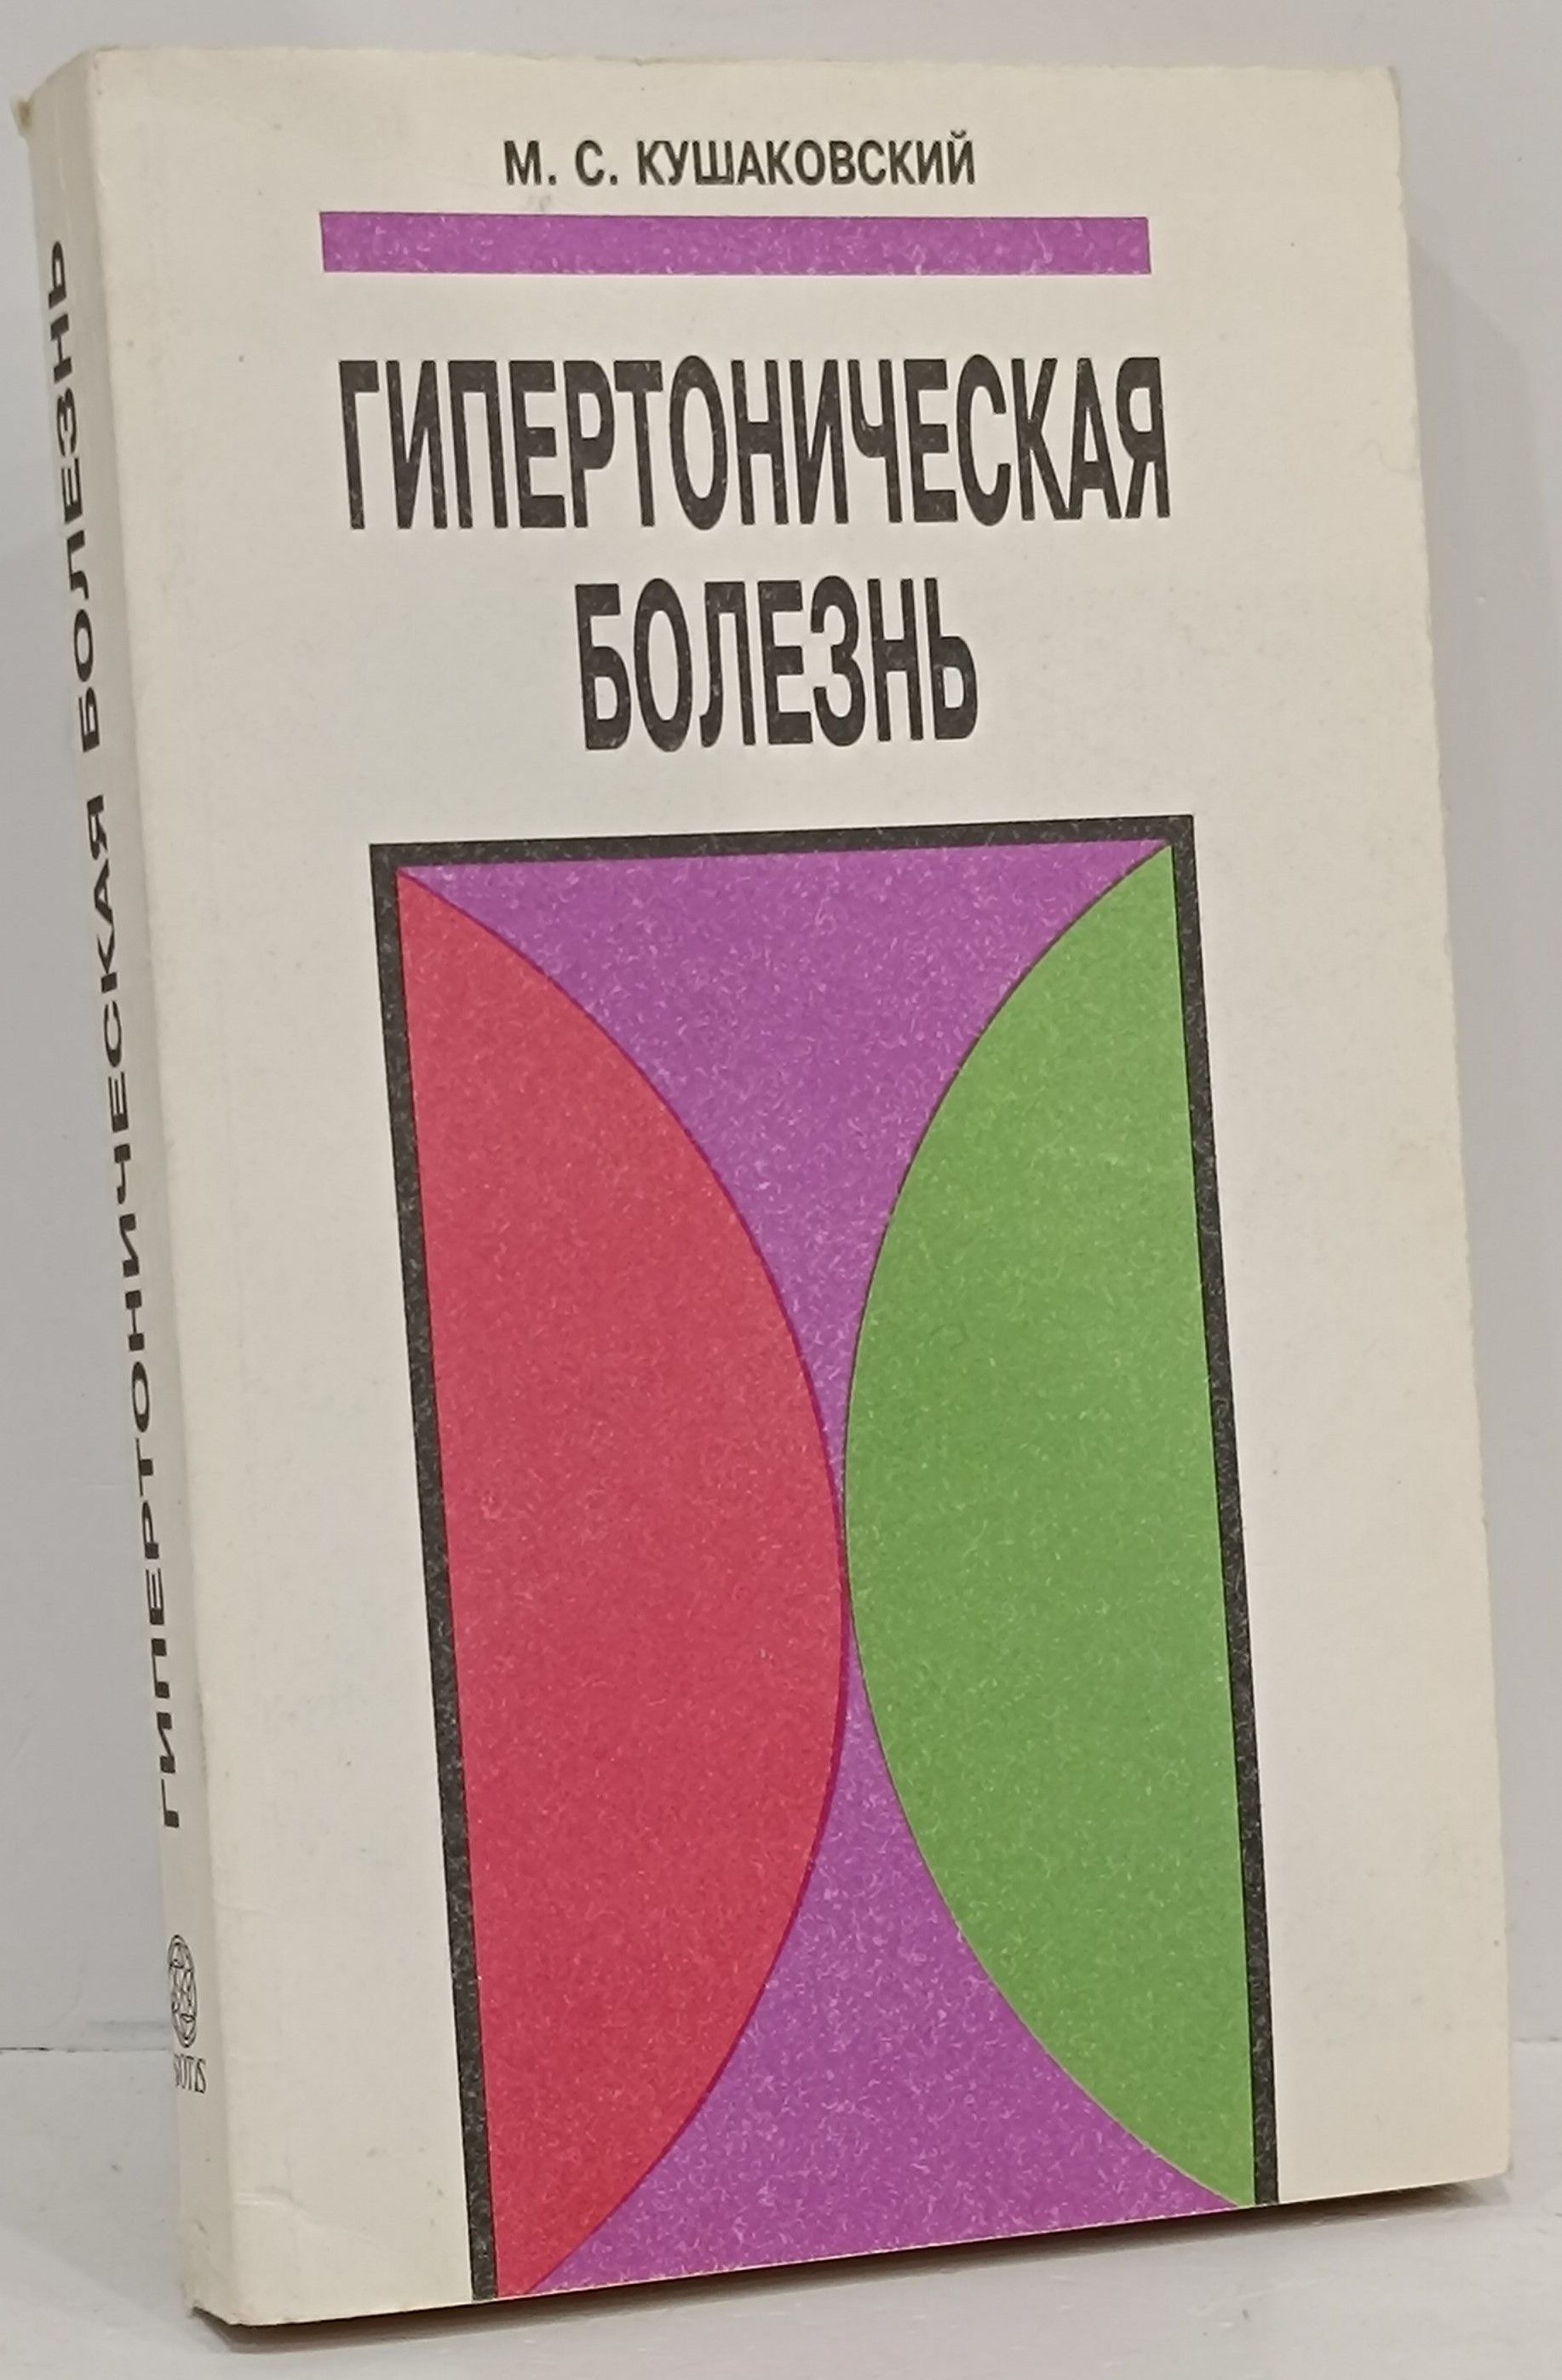 М. С. КУШАКОВСКИЙ
ГИПЕРТОНИЧЕСКАЯ
БОЛЕЗНЬ
ГИПЕРТОНИЧЕСКАЯ БОЛЕЗНЬ